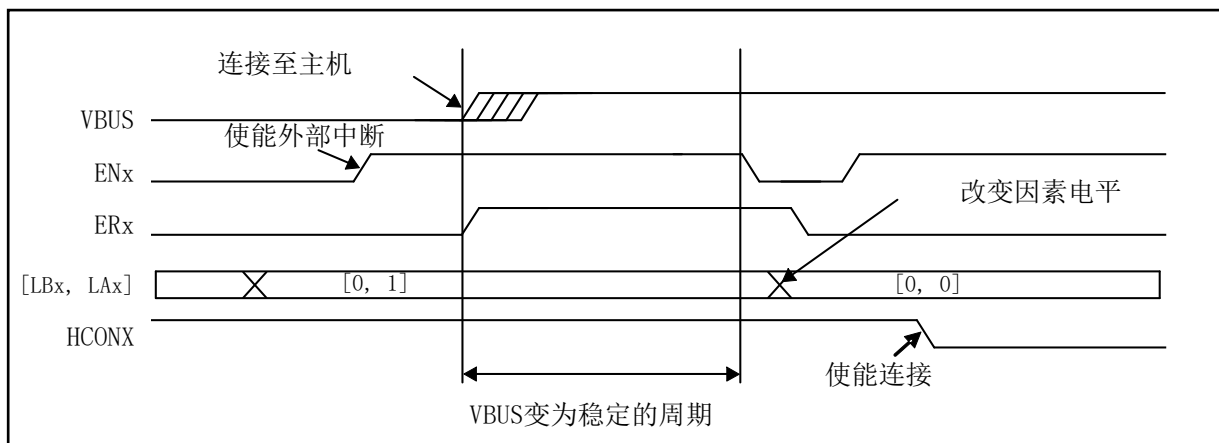 连接至主机
VBUS
使能外部中断
ENx
改变因素电平
ERx
[LBx, LAx]
[0, 1]
[0, 0]
HCONX
使能连接
VBUS变为稳定的周期